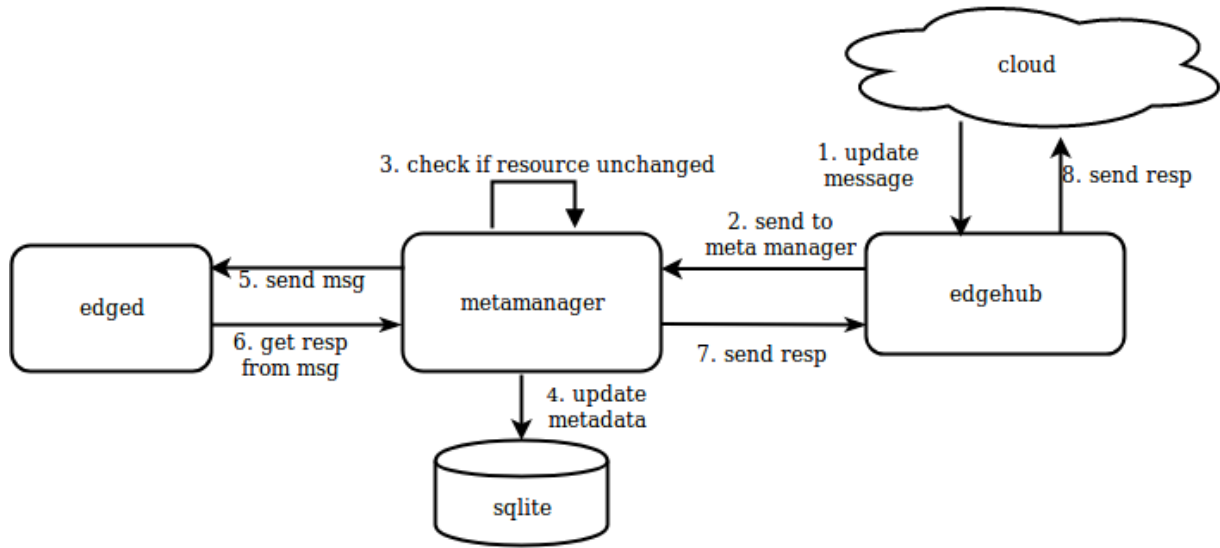 cloud
1. update
message
8. send resp
3. check if resource unchanged
2. send to
meta manager
5. send msg
edged
metamanager
edgehub
6. get resp
from msg
7. send resp
4. update
metadata
sqlite